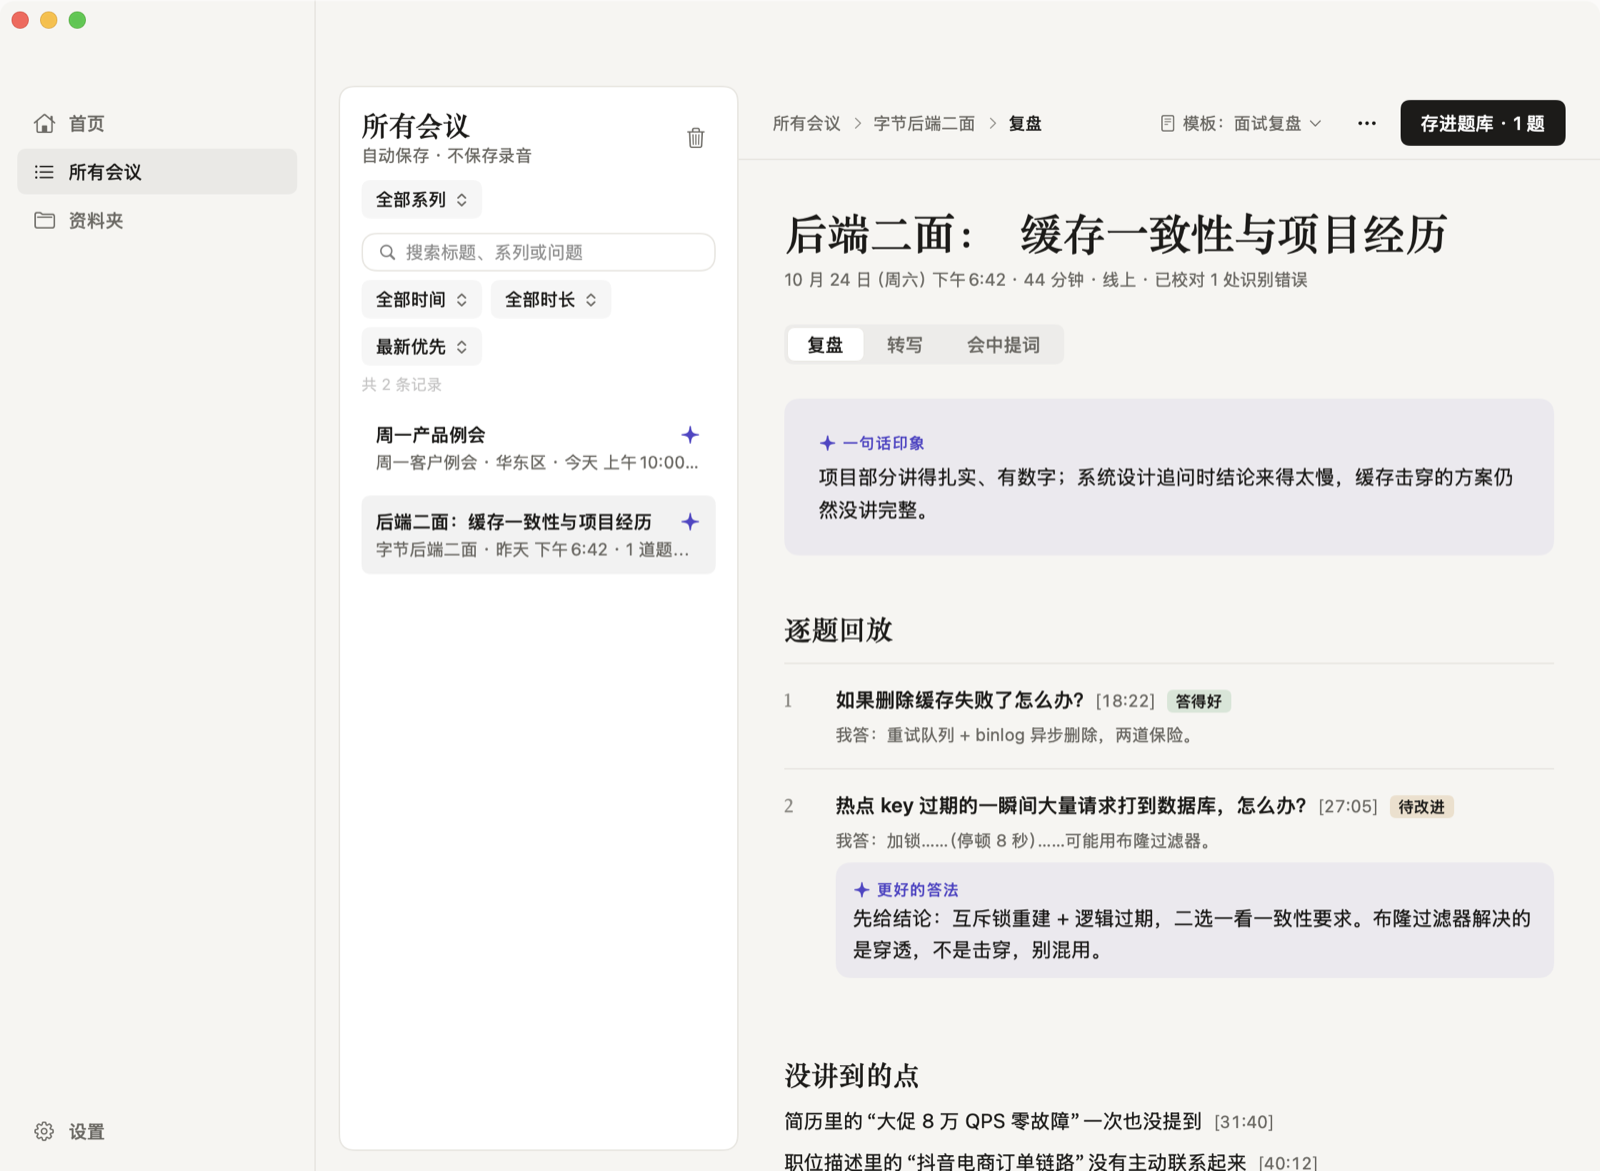 首页
所有会议
资料夹
设置
所有会议
自动保存 · 不保存录音
全部系列
搜索标题、系列或问题
全部时间 全部时长
最新优先
共 2 条记录
周一产品例会
周一客户例会 · 华东区 · 今天 上午10:00...
后端二面：缓存一致性与项目经历
字节后端二面 · 昨天 下午6:42 · 1 道题...
所有会议 > 字节后端二面 > 复盘
模板：面试复盘
存进题库 · 1 题
后端二面： 缓存一致性与项目经历
10 月 24 日 (周六) 下午6:42 · 44 分钟 · 线上 · 已校对 1 处识别错误
复盘 转写 会中提词
一句话印象
项目部分讲得扎实、有数字；系统设计追问时结论来得太慢，缓存击穿的方案仍
然没讲完整。
逐题回放
1 如果删除缓存失败了怎么办？ [18:22] 答得好
我答：重试队列 + binlog 异步删除，两道保险。
2 热点 key 过期的一瞬间大量请求打到数据库，怎么办？ [27:05] 待改进
我答：加锁……(停顿 8 秒)……可能用布隆过滤器。
更好的答法
先给结论：互斥锁重建 + 逻辑过期，二选一看一致性要求。布隆过滤器解决的
是穿透，不是击穿，别混用。
没讲到的点
简历里的“大促 8 万 QPS 零故障”一次也没提到 [31:40]
职位描述里的“抖音电商订单链路”没有主动联系起来 [40:12]